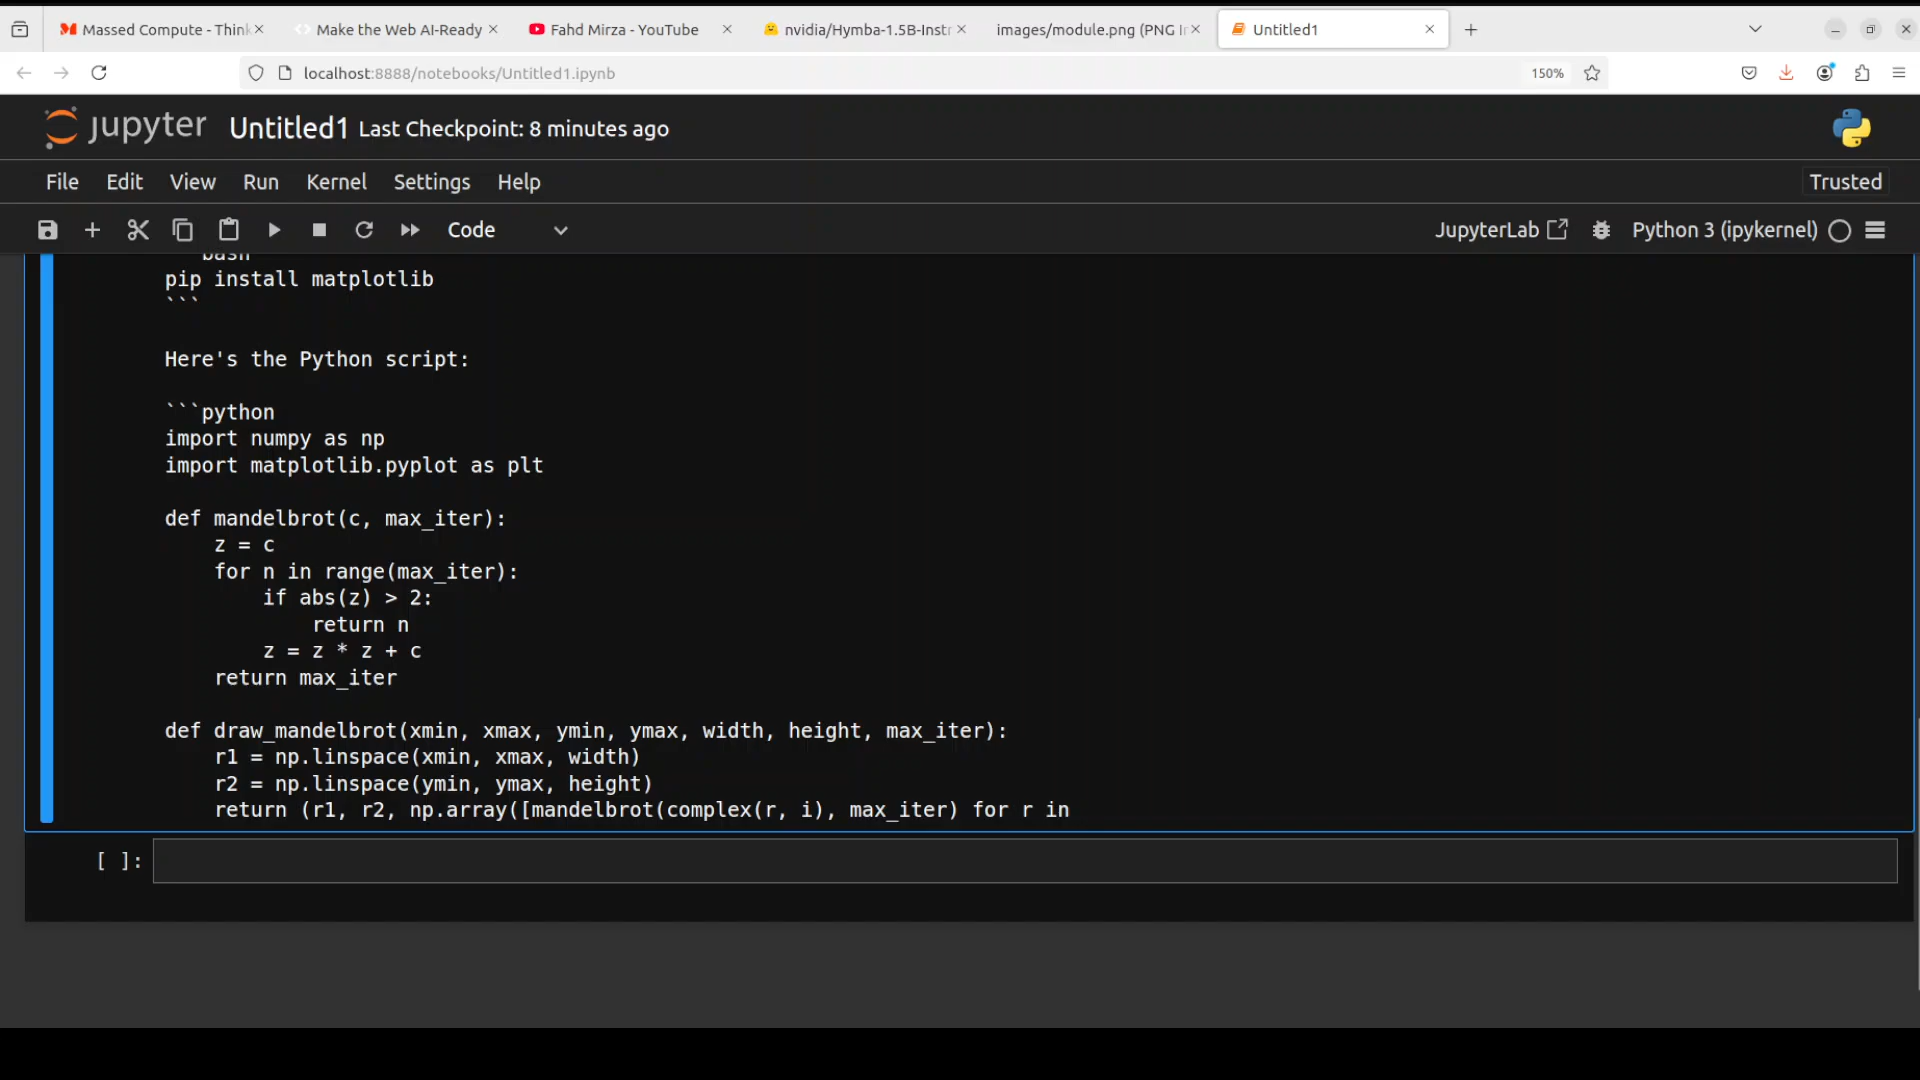 Massed Compute - Think
Make the Web AI-Ready
Fahd Mirza - YouTube
nvidia/Hymba-1.5B-Instr
images/module.png (PNG I
Untitled1
localhost:8888/notebooks/Untitled1.ipynb
150%
jupyter
Untitled1 Last Checkpoint: 8 minutes ago
File Edit View Run Kernel Settings Help
Trusted
Code
JupyterLab
Python 3 (ipykernel)
bash
pip install matplotlib
```
Here's the Python script:
```python
import numpy as np
import matplotlib.pyplot as plt
def mandelbrot(c, max_iter):
    z = c
    for n in range(max_iter):
        if abs(z) > 2:
            return n
        z = z * z + c
    return max_iter
def draw_mandelbrot(xmin, xmax, ymin, ymax, width, height, max_iter):
    r1 = np.linspace(xmin, xmax, width)
    r2 = np.linspace(ymin, ymax, height)
    return (r1, r2, np.array([mandelbrot(complex(r, i), max_iter) for r in
[ ]: